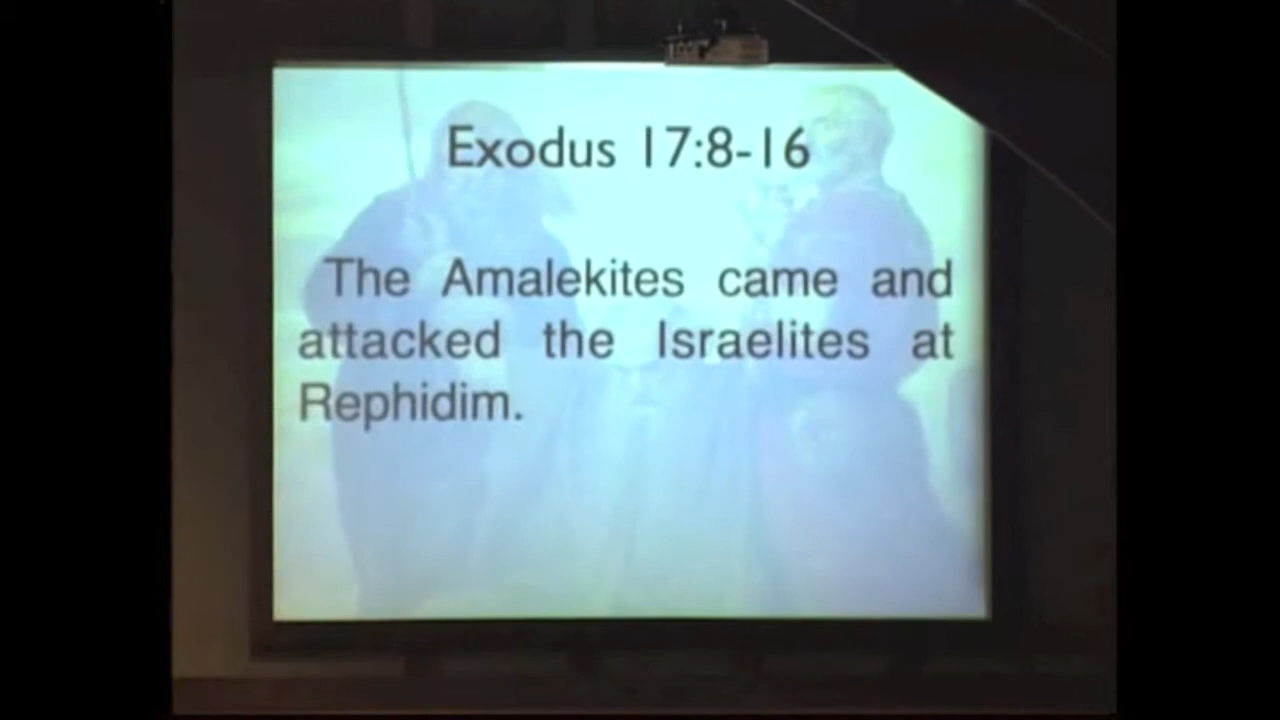 Exodus 17:8-16
The Amalekites came and
attacked the Israelites at
Rephidim.